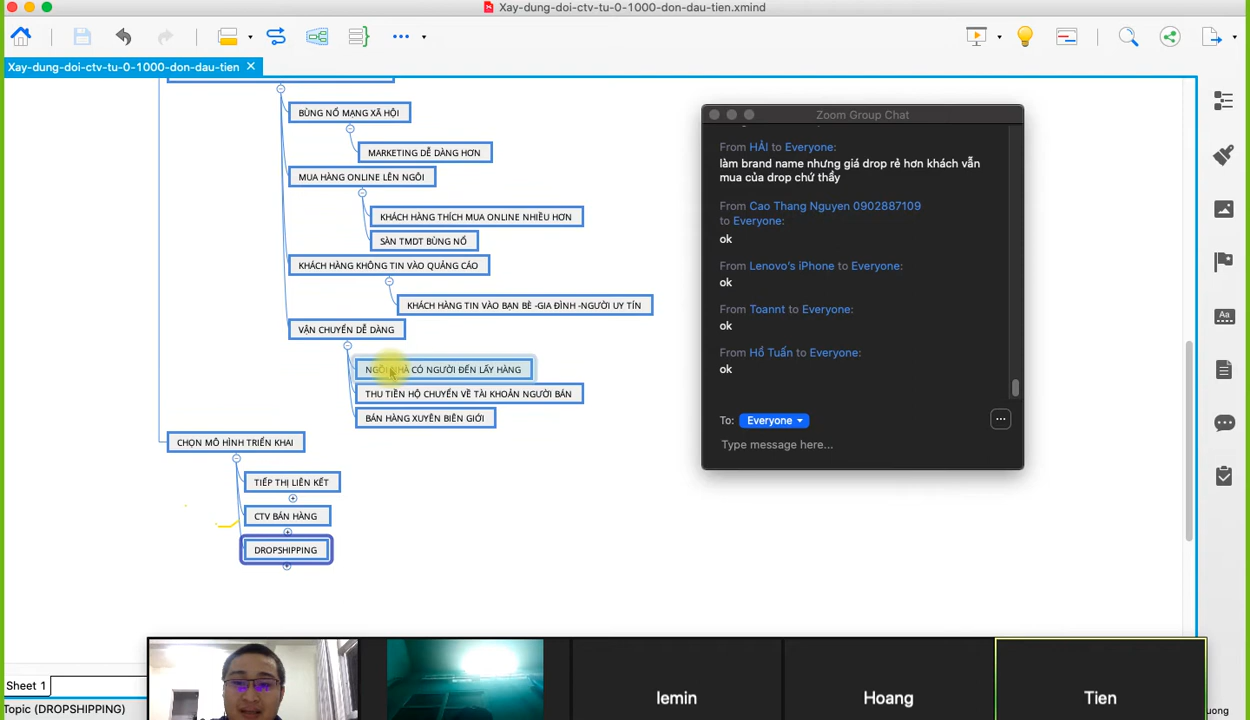 Xay-dung-doi-ctv-tu-0-1000-don-dau-tien.xmind
Xay-dung-doi-ctv-tu-0-1000-don-dau-tien
BÙNG NỔ MẠNG XÃ HỘI
MARKETING DỄ DÀNG HƠN
MUA HÀNG ONLINE LÊN NGÔI
KHÁCH HÀNG THÍCH MUA ONLINE NHIỀU HƠN
SÀN TMDT BÙNG NỔ
KHÁCH HÀNG KHÔNG TIN VÀO QUẢNG CÁO
KHÁCH HÀNG TIN VÀO BẠN BÈ -GIA ĐÌNH -NGƯỜI UY TÍN
VẬN CHUYỂN DỄ DÀNG
NGỒI NHÀ CÓ NGƯỜI ĐẾN LẤY HÀNG
THU TIỀN HỘ CHUYỂN VỀ TÀI KHOẢN NGƯỜI BÁN
BÁN HÀNG XUYÊN BIÊN GIỚI
CHỌN MÔ HÌNH TRIỂN KHAI
TIẾP THỊ LIÊN KẾT
CTV BÁN HÀNG
DROPSHIPPING
Zoom Group Chat
From HẢI to Everyone:
làm brand name nhưng giá drop rẻ hơn khách vẫn
mua của drop chứ thầy
From Cao Thang Nguyen 0902887109
to Everyone:
ok
From Lenovo's iPhone to Everyone:
ok
From Toannt to Everyone:
ok
From Hồ Tuấn to Everyone:
ok
To: Everyone
Type message here...
Aa
Sheet 1
Topic (DROPSHIPPING)
lemin
Hoang
Tien